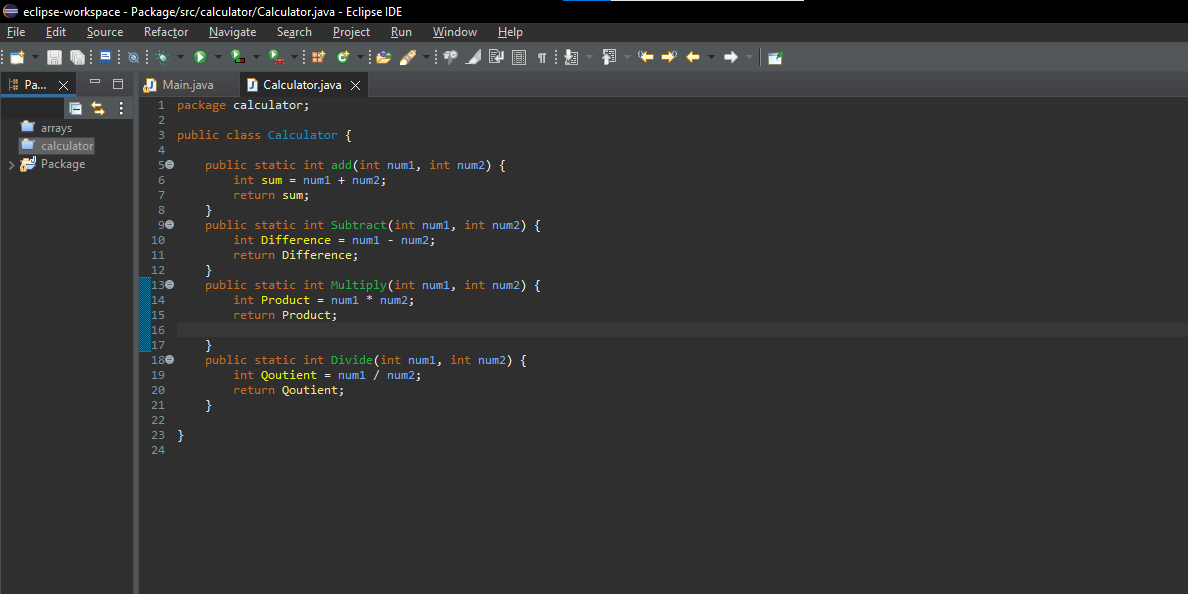 eclipse-workspace - Package/src/calculator/Calculator.java - Eclipse IDE
File Edit Source Refactor Navigate Search Project Run Window Help
Pa... Main.java Calculator.java
arrays
calculator
Package
1 package calculator;
2
3 public class Calculator {
4
5 public static int add(int num1, int num2) {
6 int sum = num1 + num2;
7 return sum;
8 }
9 public static int Subtract(int num1, int num2) {
10 int Difference = num1 - num2;
11 return Difference;
12 }
13 public static int Multiply(int num1, int num2) {
14 int Product = num1 * num2;
15 return Product;
16
17 }
18 public static int Divide(int num1, int num2) {
19 int Qoutient = num1 / num2;
20 return Qoutient;
21 }
22
23 }
24